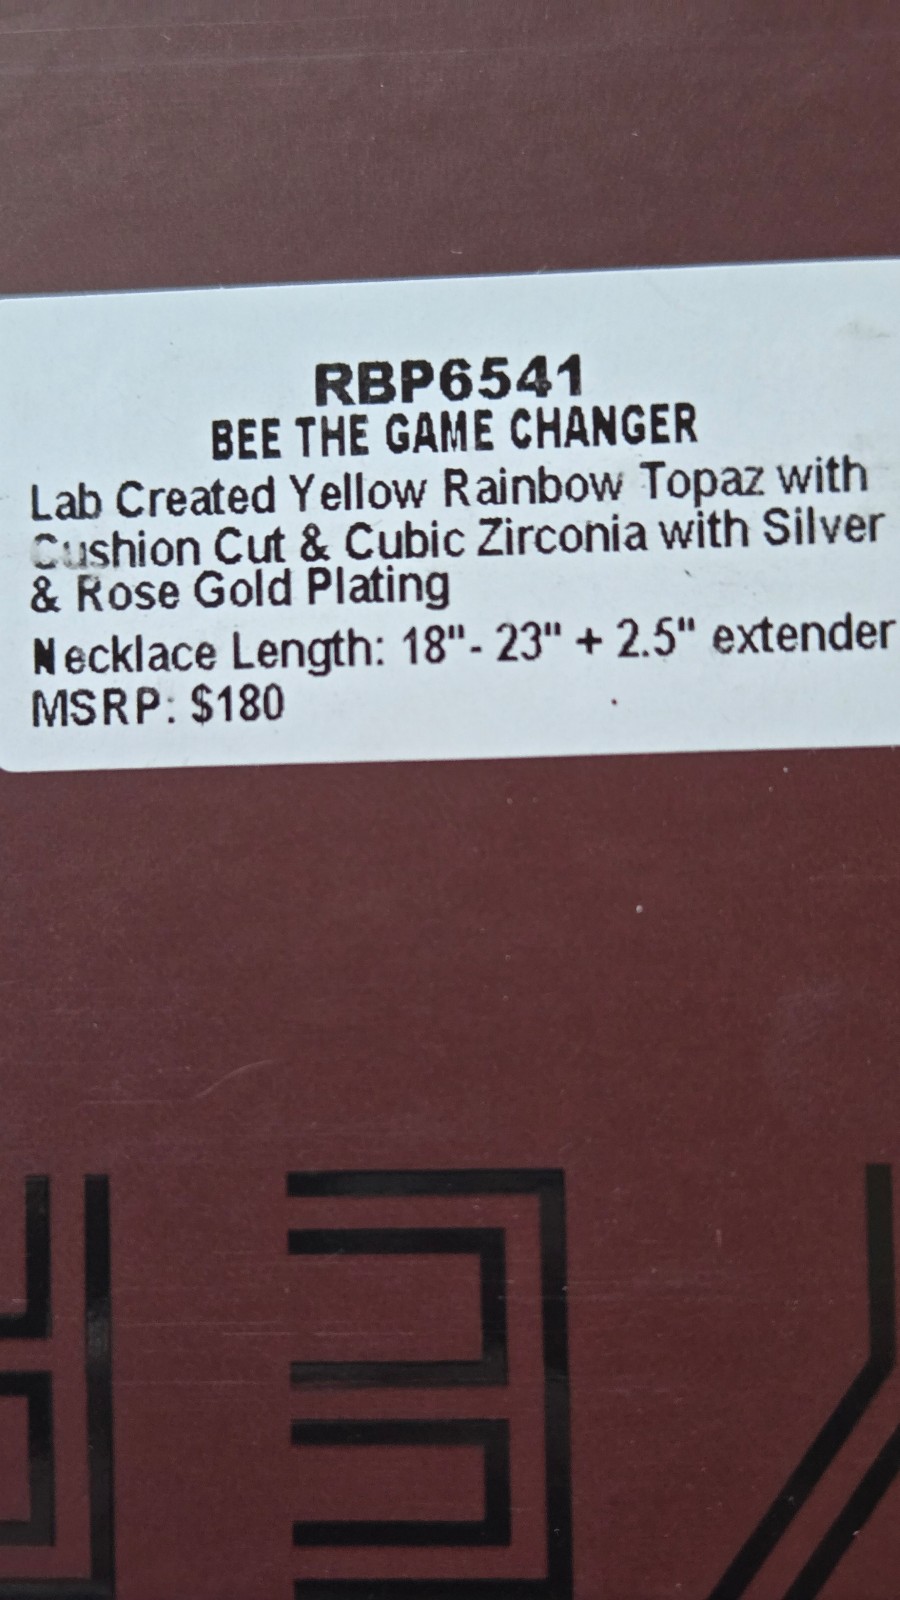 RBP6541
BEE THE GAME CHANGER
Lab Created Yellow Rainbow Topaz with
Cushion Cut & Cubic Zirconia with Silver
& Rose Gold Plating
Necklace Length: 18"- 23" + 2.5" extender
MSRP: $180